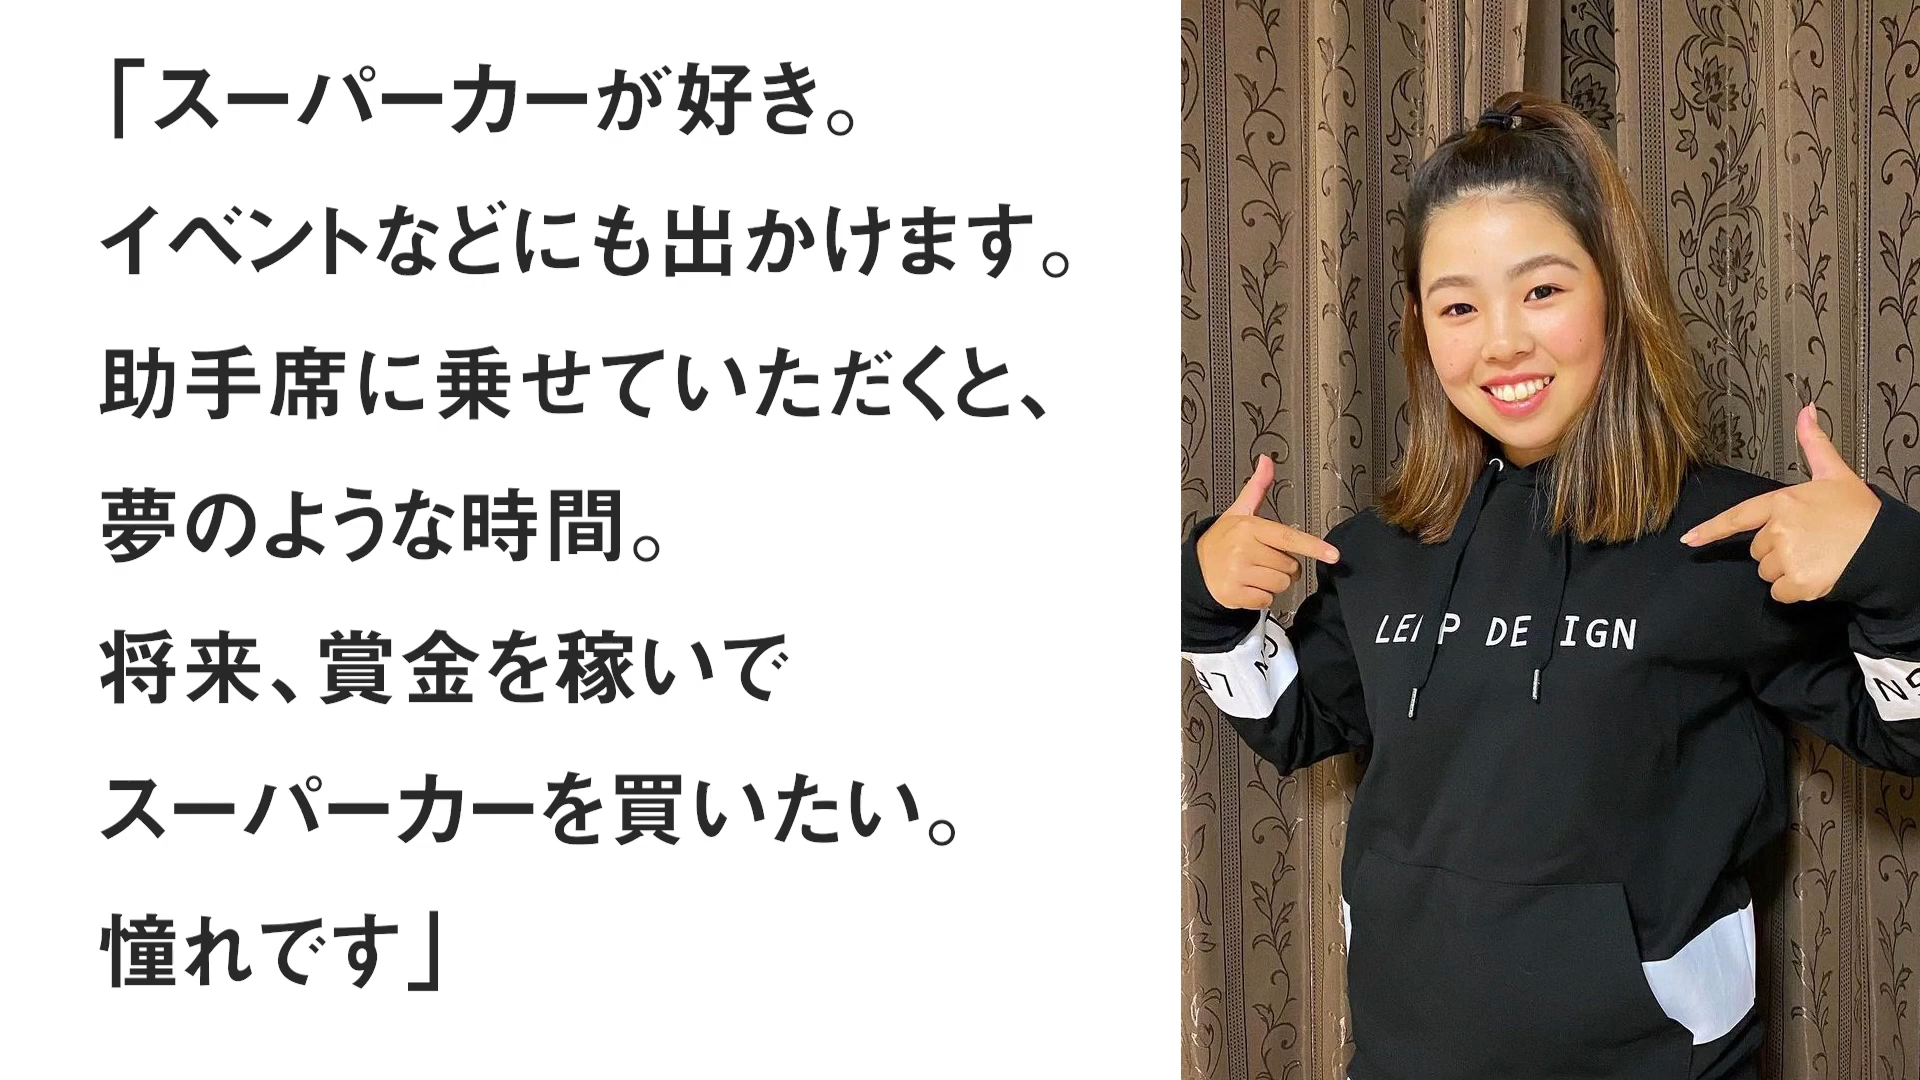 「スーパーカーが好き。
イベントなどにも出かけます。
助手席に乗せていただくと、
夢のような時間。
将来、賞金を稼いで
スーパーカーを買いたい。
憧れです」
LEAP DE IGN